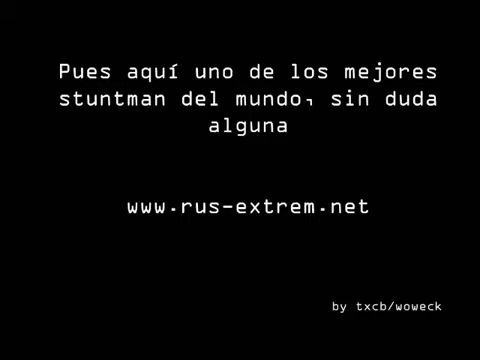 Pues aquí uno de los mejores
stuntman del mundo, sin duda
alguna
www.rus-extrem.net
by txcb/woweck